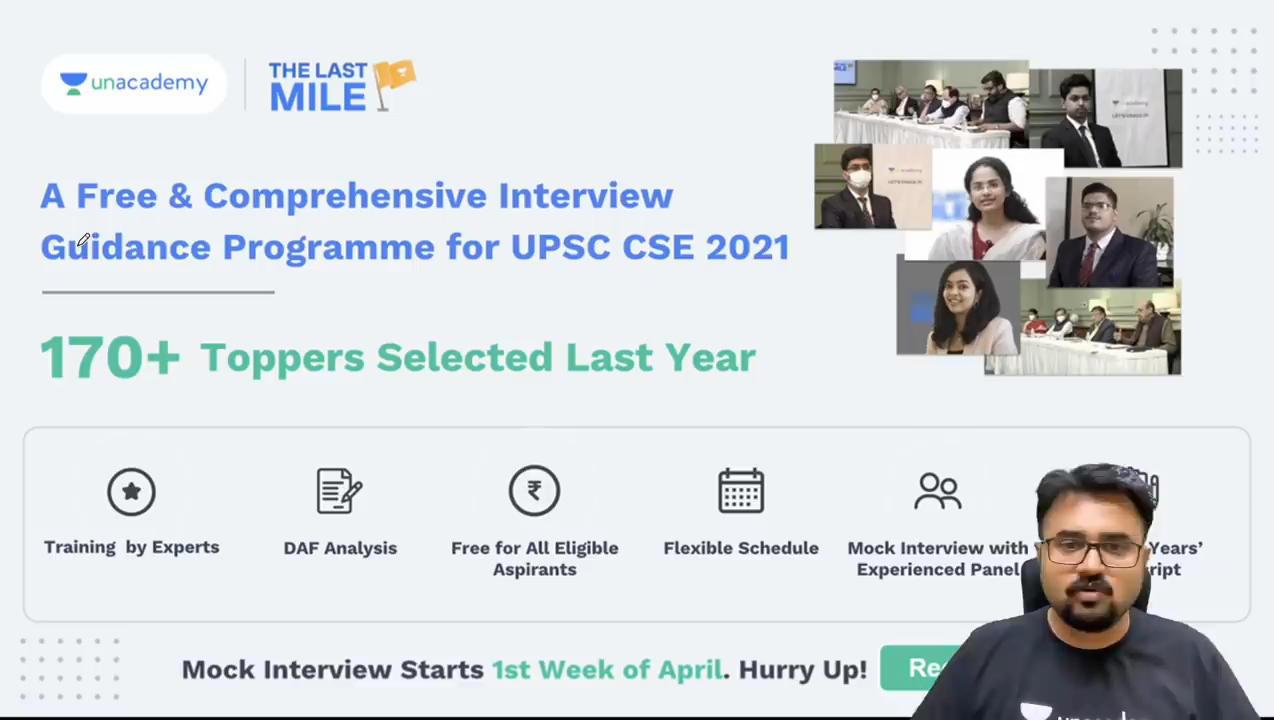 unacademy
THE LAST
MILE
A Free & Comprehensive Interview
Guidance Programme for UPSC CSE 2021
170+ Toppers Selected Last Year
Training by Experts
DAF Analysis
Free for All Eligible
Aspirants
Flexible Schedule
Mock Interview with
Experienced Panel
Years’
ript
Mock Interview Starts 1st Week of April. Hurry Up!
Re
unacade